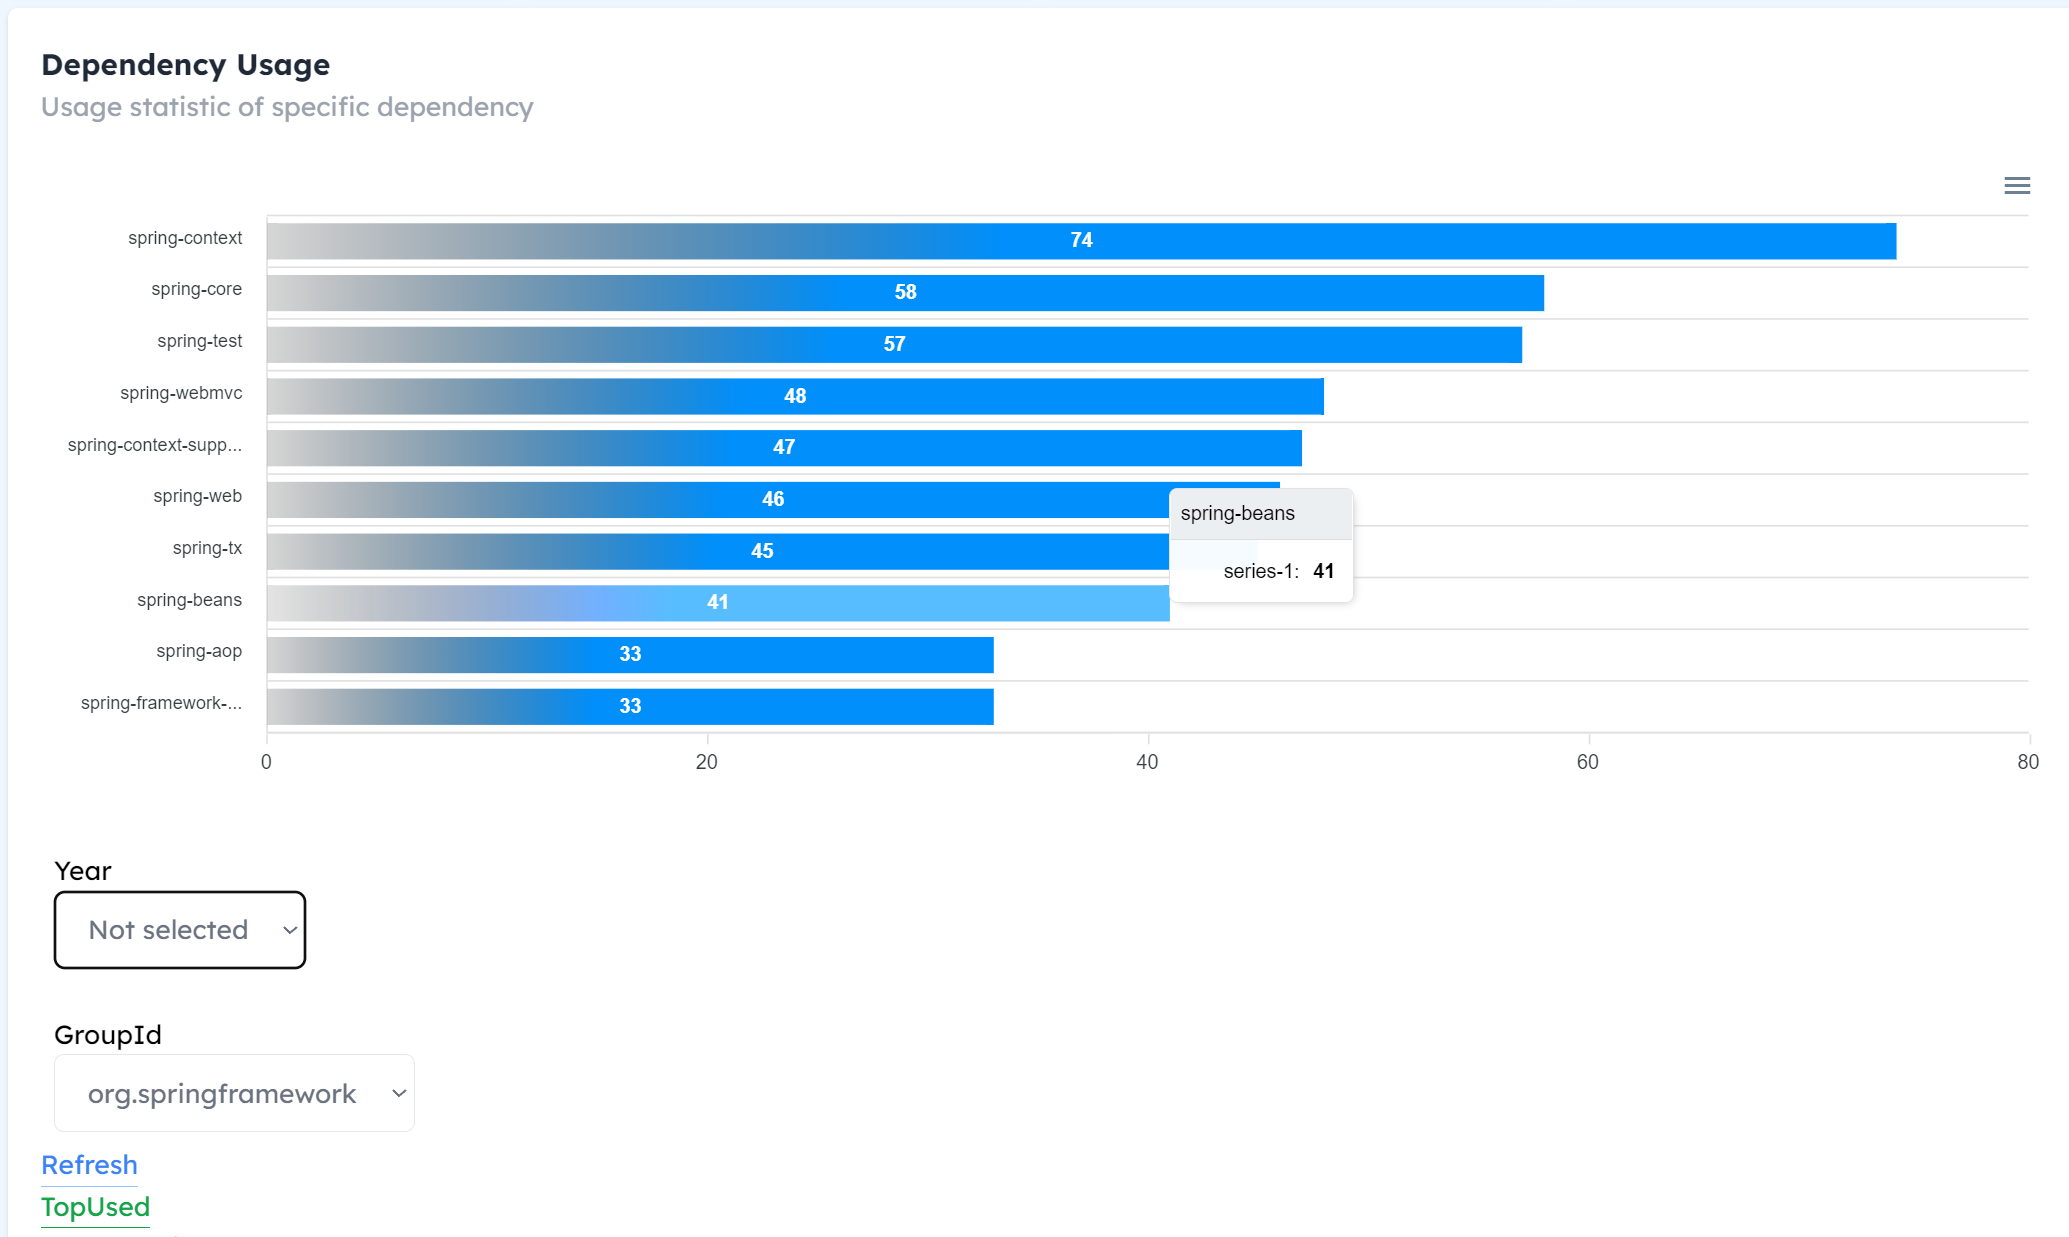 Dependency Usage
Usage statistic of specific dependency
spring-context 74
spring-core 58
spring-test 57
spring-webmvc 48
spring-context-supp... 47
spring-web 46
spring-tx 45
spring-beans 41
spring-aop 33
spring-framework-... 33
spring-beans
series-1: 41
0 20 40 60 80
Year
Not selected
GroupId
org.springframework
Refresh
TopUsed